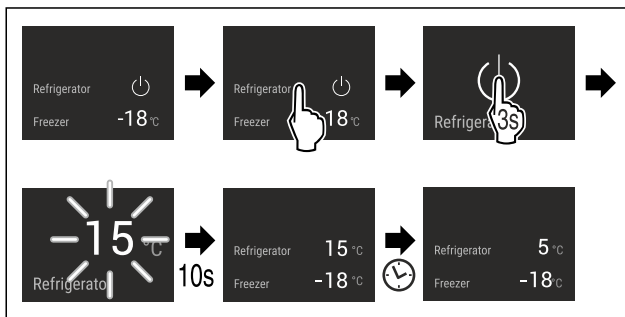 Refrigerator
Freezer -18 °C
Refrigerator
Freezer 18 °C
Refrigera 3s
15 °C
Refrigerato
10s
Refrigerator 15 °C
Freezer -18 °C
Refrigerator 5 °C
Freezer -18°C